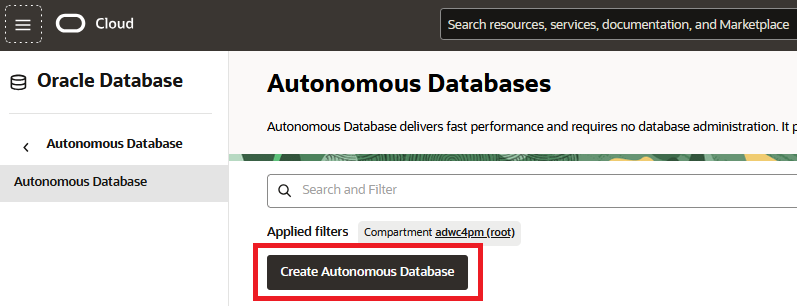 Cloud
Search resources, services, documentation, and Marketplace
Oracle Database
Autonomous Database
Autonomous Database
Autonomous Databases
Autonomous Database delivers fast performance and requires no database administration. It
Search and Filter
Applied filters Compartment adwc4pm (root)
Create Autonomous Database